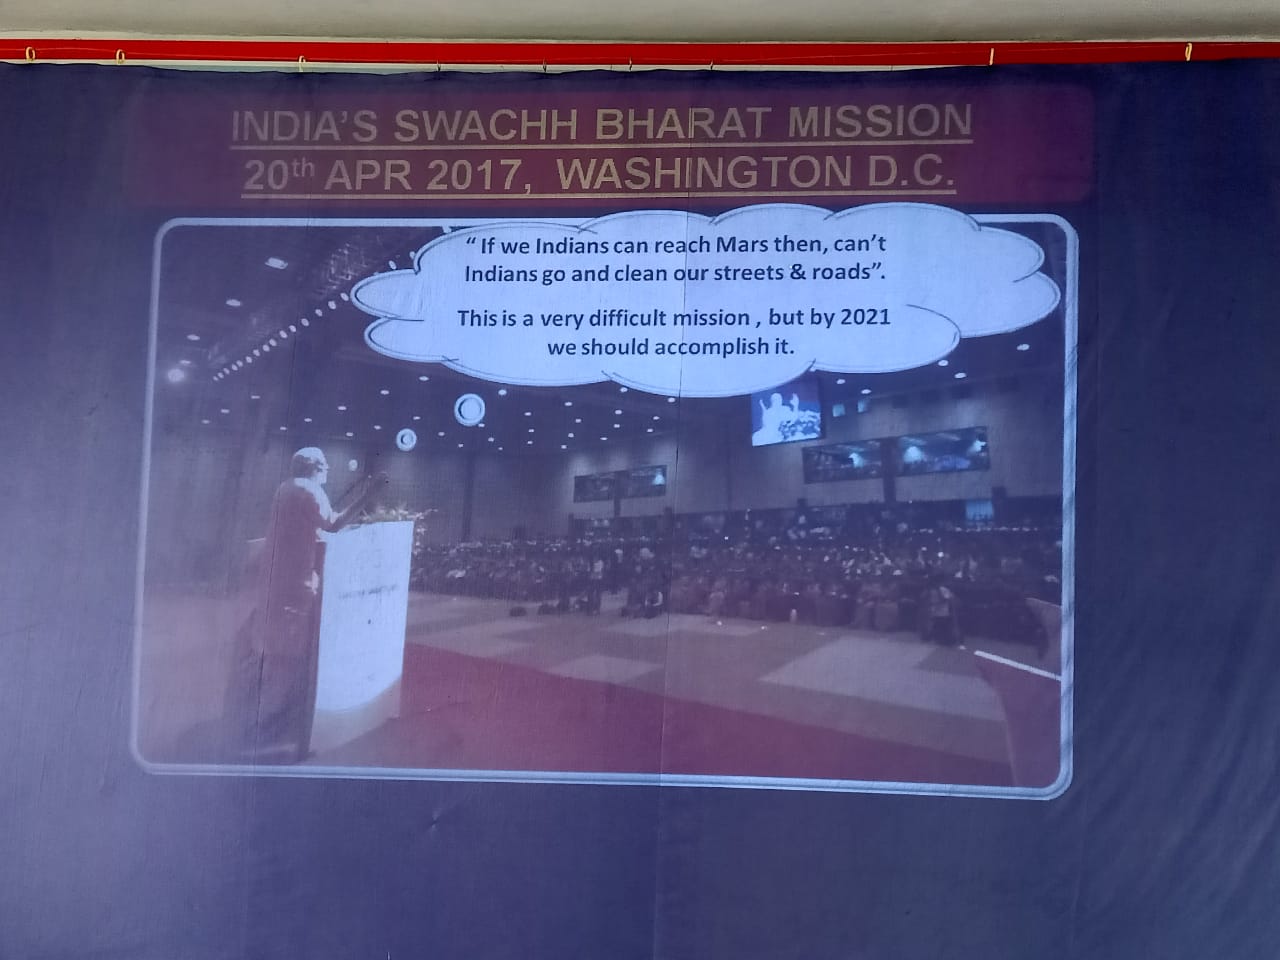 INDIA'S SWACHH BHARAT MISSION
20th APR 2017, WASHINGTON D.C.
“ If we Indians can reach Mars then, can’t
Indians go and clean our streets & roads”.
This is a very difficult mission , but by 2021
we should accomplish it.